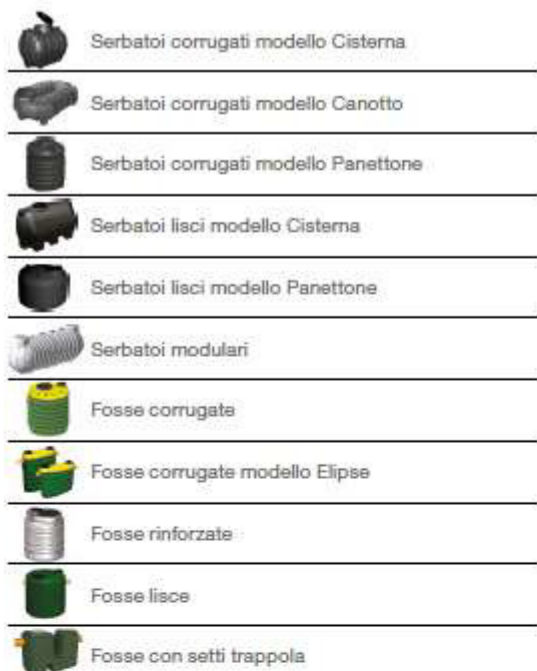 Serbatoi corrugati modello Cisterna
Serbatoi corrugati modello Canotto
Serbatoi corrugati modello Panettone
Serbatoi lisci modello Cisterna
Serbatoi lisci modello Panettone
Serbatoi modulari
Fosse corrugate
Fosse corrugate modello Elipse
Fosse rinforzate
Fosse lisce
Fosse con setti trappola